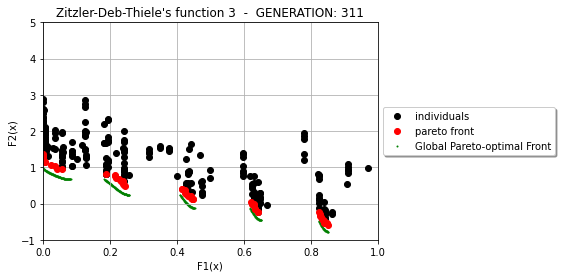 Zitzler-Deb-Thiele's function 3 - GENERATION: 311
5
4
3
2
1
0
-1
F2(x)
0.0 0.2 0.4 0.6 0.8 1.0
F1(x)
individuals
pareto front
Global Pareto-optimal Front